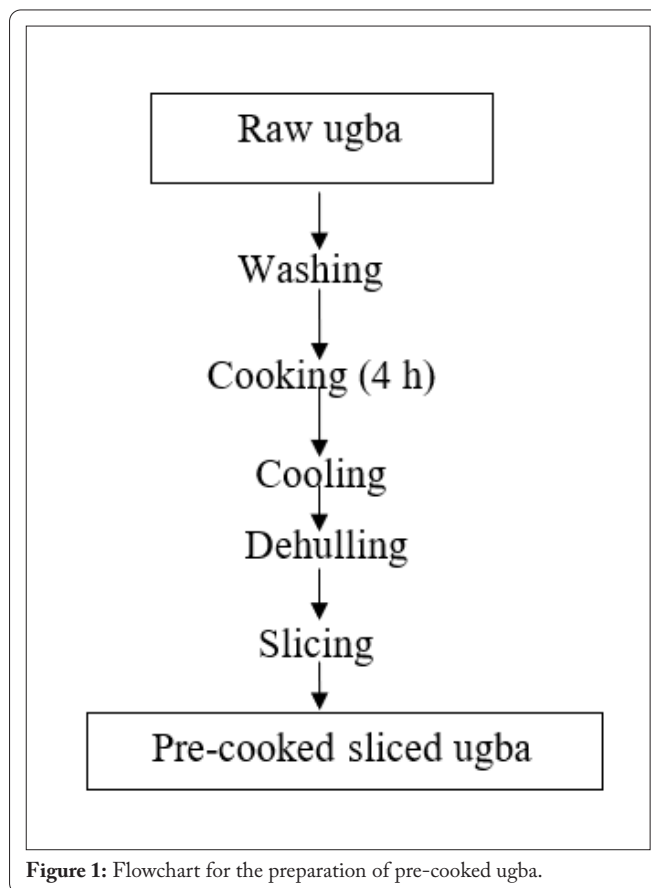 Raw ugba
Washing
Cooking (4 h)
Cooling
Dehulling
Slicing
Pre-cooked sliced ugba
Figure 1: Flowchart for the preparation of pre-cooked ugba.